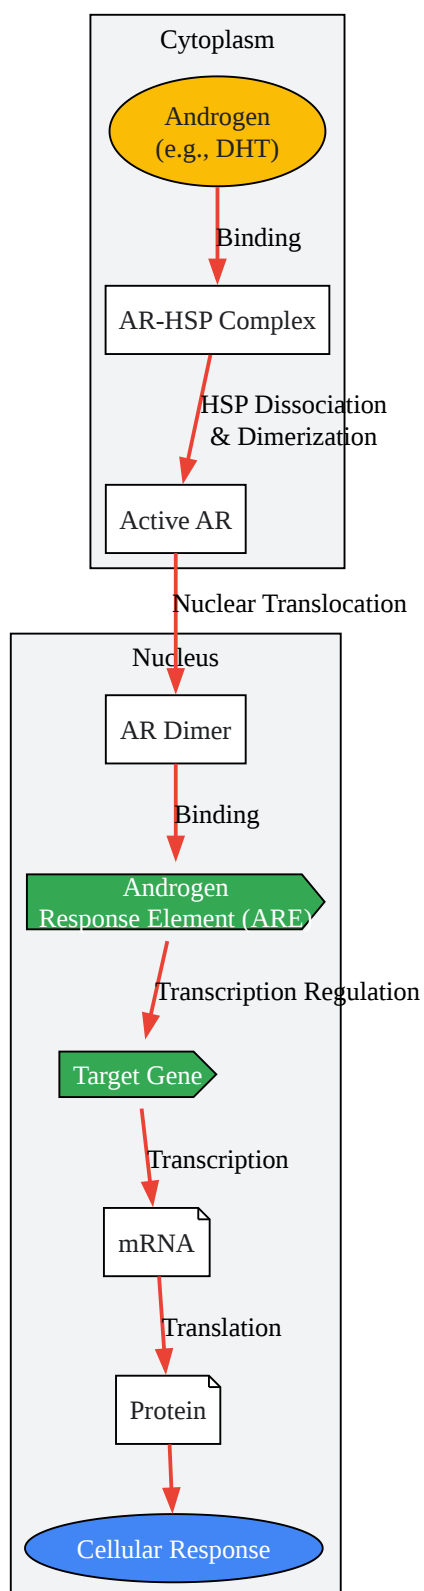 Cytoplasm
Androgen
(e.g., DHT)
Binding
AR-HSP Complex
HSP Dissociation
& Dimerization
Active AR
Nuclear Translocation
Nucleus
AR Dimer
Binding
Androgen
Response Element (ARE)
Transcription Regulation
Target Gene
Transcription
mRNA
Translation
Protein
Cellular Response